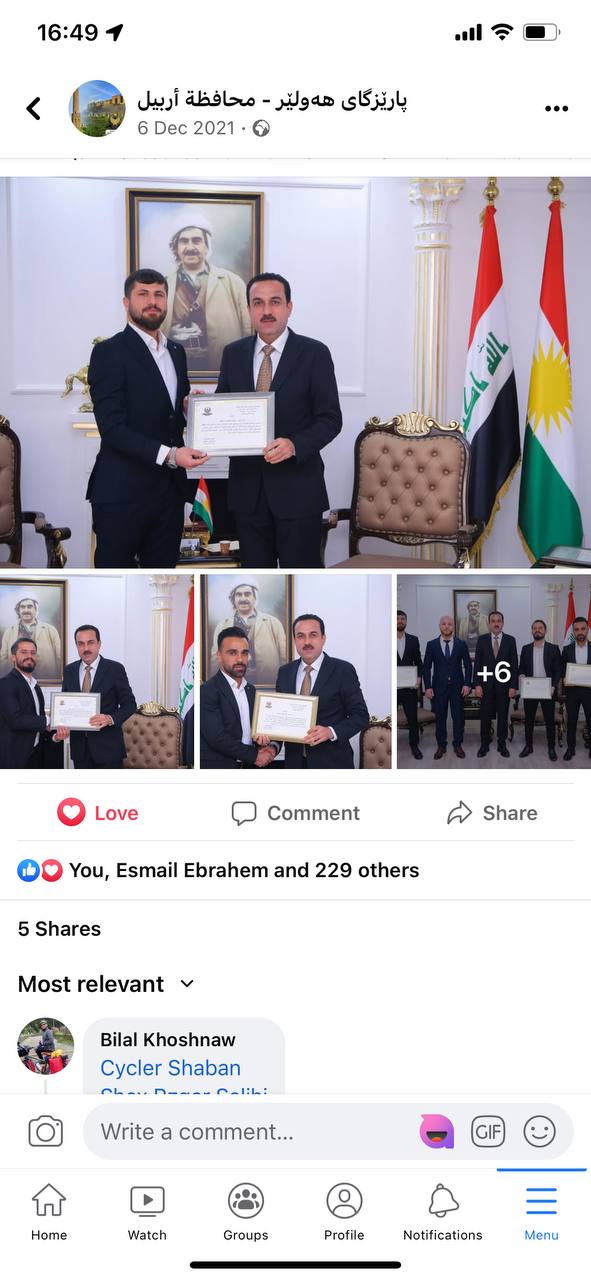 16:49
پارێزگای هەولێر - محافظة أربيل
6 Dec 2021 ·
+6
Love
Comment
Share
You, Esmail Ebrahem and 229 others
5 Shares
Most relevant
Bilal Khoshnaw
Cycler Shaban
Write a comment...
GIF
Home
Watch
Groups
Profile
Notifications
Menu